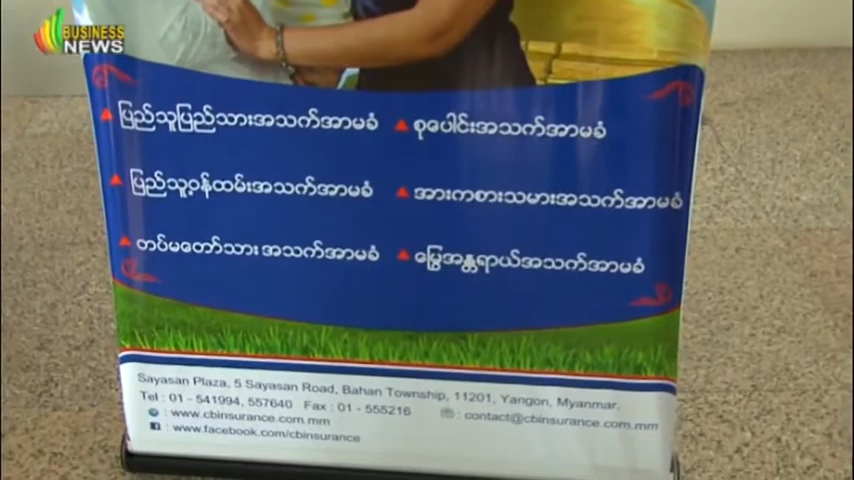 BUSINESS
NEWS
ပြည်သူပြည်သားအသက်အာမခံ
စုပေါင်းအသက်အာမခံ
ပြည်သူ့ဝန်ထမ်းအသက်အာမခံ
အားကစားသမားအသက်အာမခံ
တပ်မတော်သားအသက်အာမခံ
မြွေအန္တရာယ်အသက်အာမခံ
Sayasan Plaza, 5 Sayasan Road, Bahan Township, 11201, Yangon, Myanmar,
Tel : 01 - 541994, 557640 Fax : 01 - 555216 : contact@cbinsurance.com.mm
: www.cbinsurance.com.mm
: www.facebook.com/cbinsurance